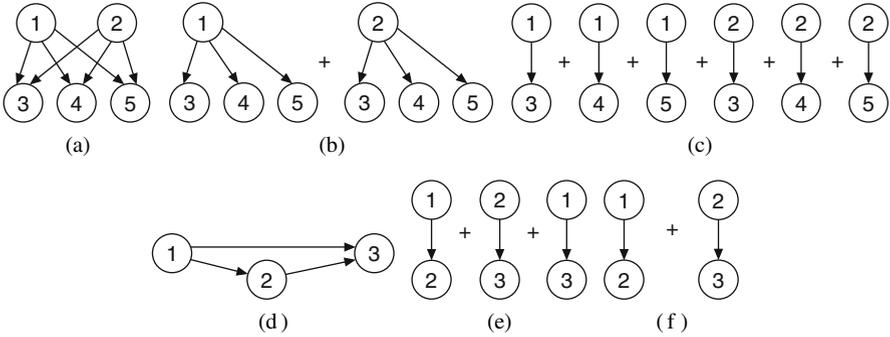 1 2 1 2 1 1 1 2 2 2
+ + + + + + +
3 4 5 3 4 5 3 4 5 3 4 5 3 4 5
(a) (b) (c)
1 2 1 1 2
+ + +
1 3
2 2 3 3 2 3
(d) (e) (f)